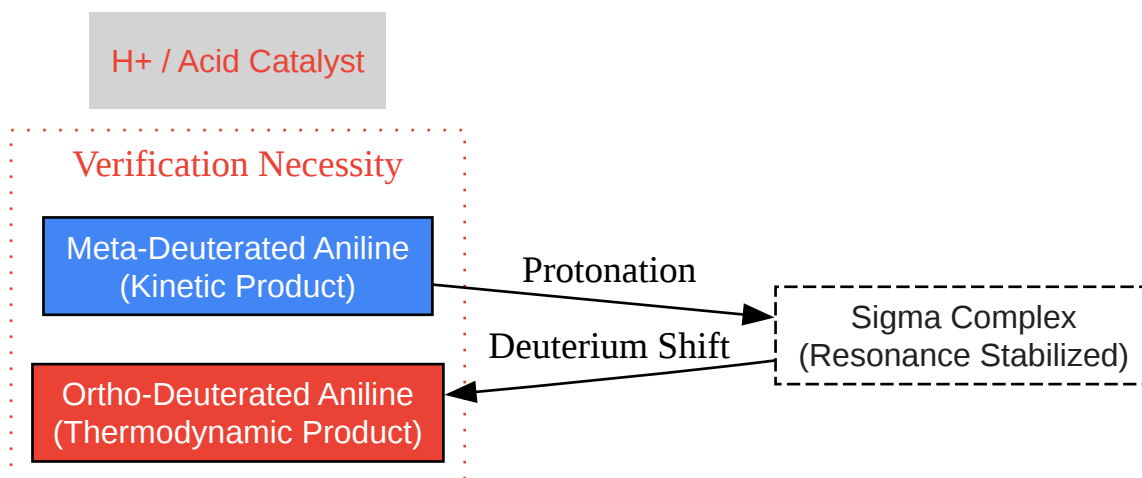 H+ / Acid Catalyst
Verification Necessity
Meta-Deuterated Aniline
(Kinetic Product)
Protonation
Sigma Complex
(Resonance Stabilized)
Deuterium Shift
Ortho-Deuterated Aniline
(Thermodynamic Product)